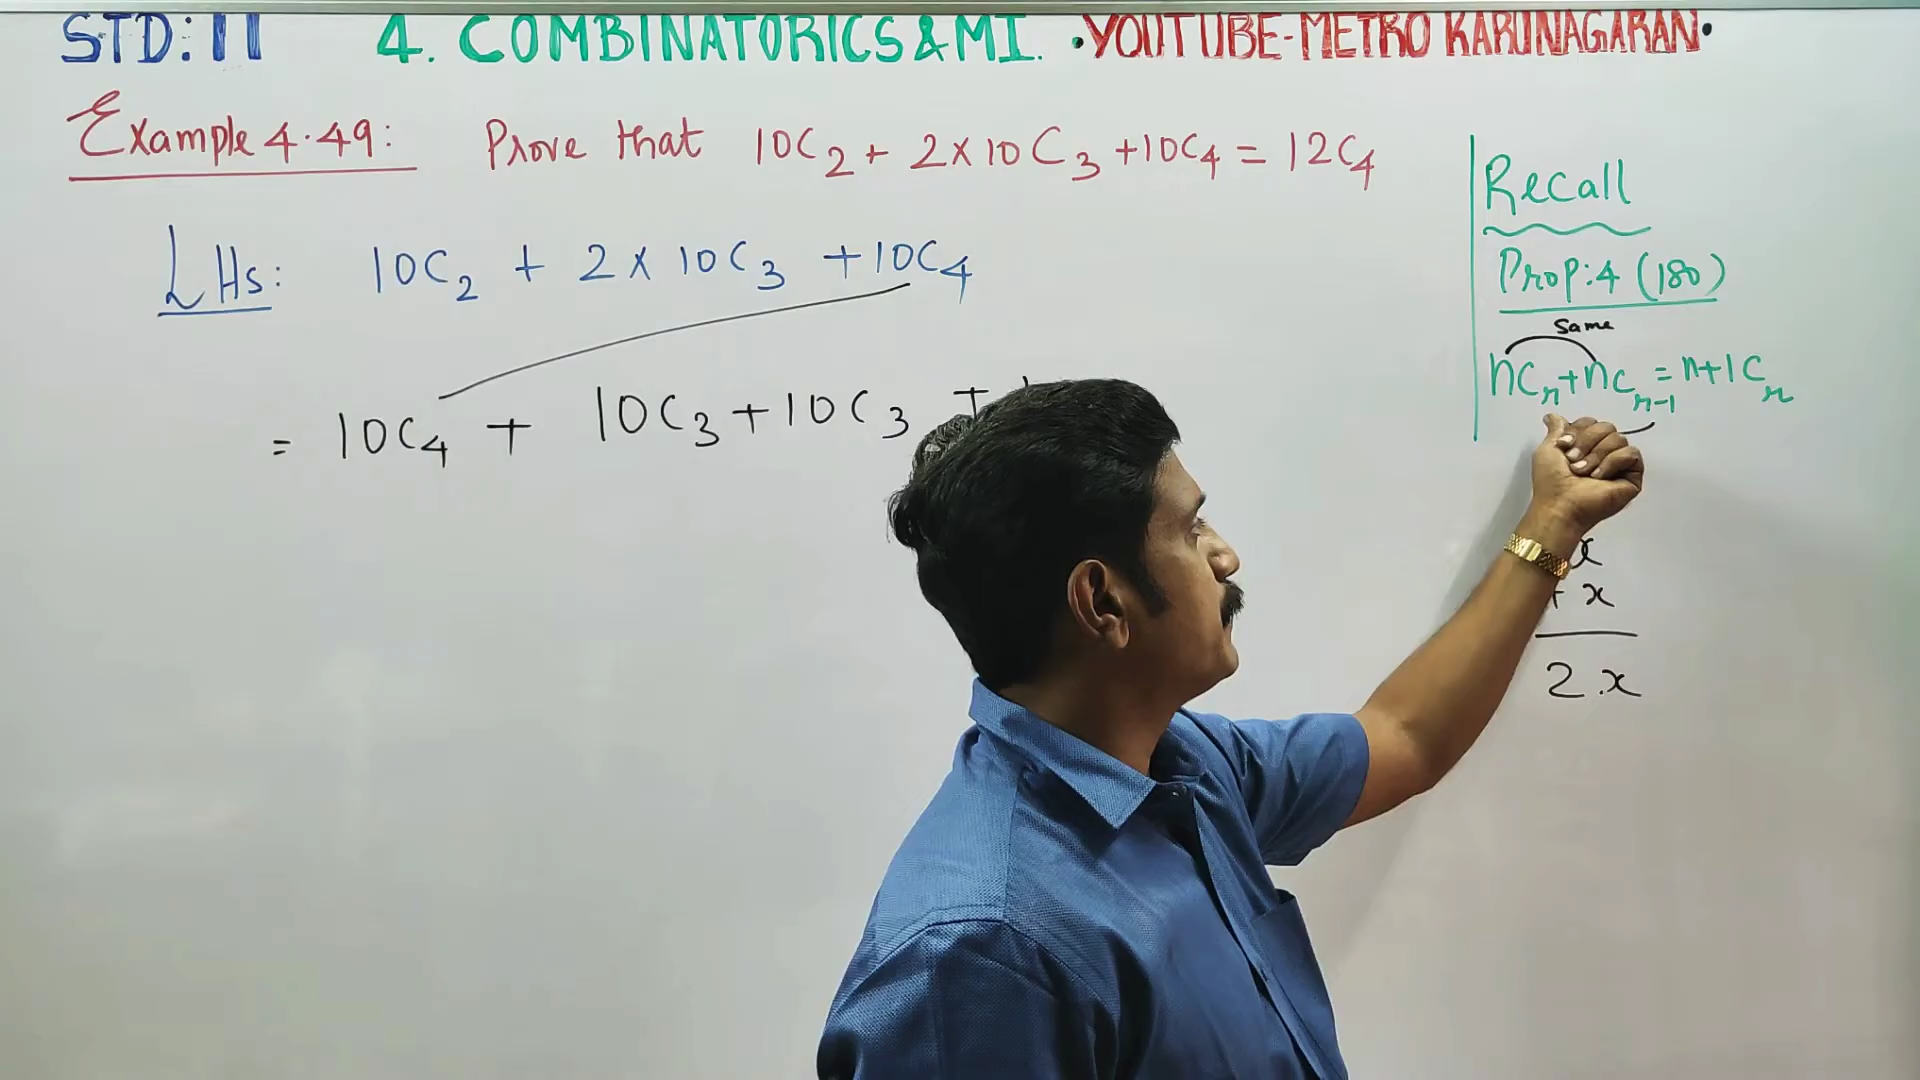 STD: 11 4. COMBINATORICS & MI. •YOUTUBE-METRO KARUNAGARAN•
Example 4.49: Prove that 10C₂ + 2×10C₃ + 10C₄ = 12C₄
LHS: 10C₂ + 2 × 10C₃ + 10C₄
= 10C₄ + 10C₃ + 10C₃ +
Recall
Prop: 4 (180)
Same
nCᵣ + nCᵣ₋₁ = n+1Cᵣ
x
+ x
2x